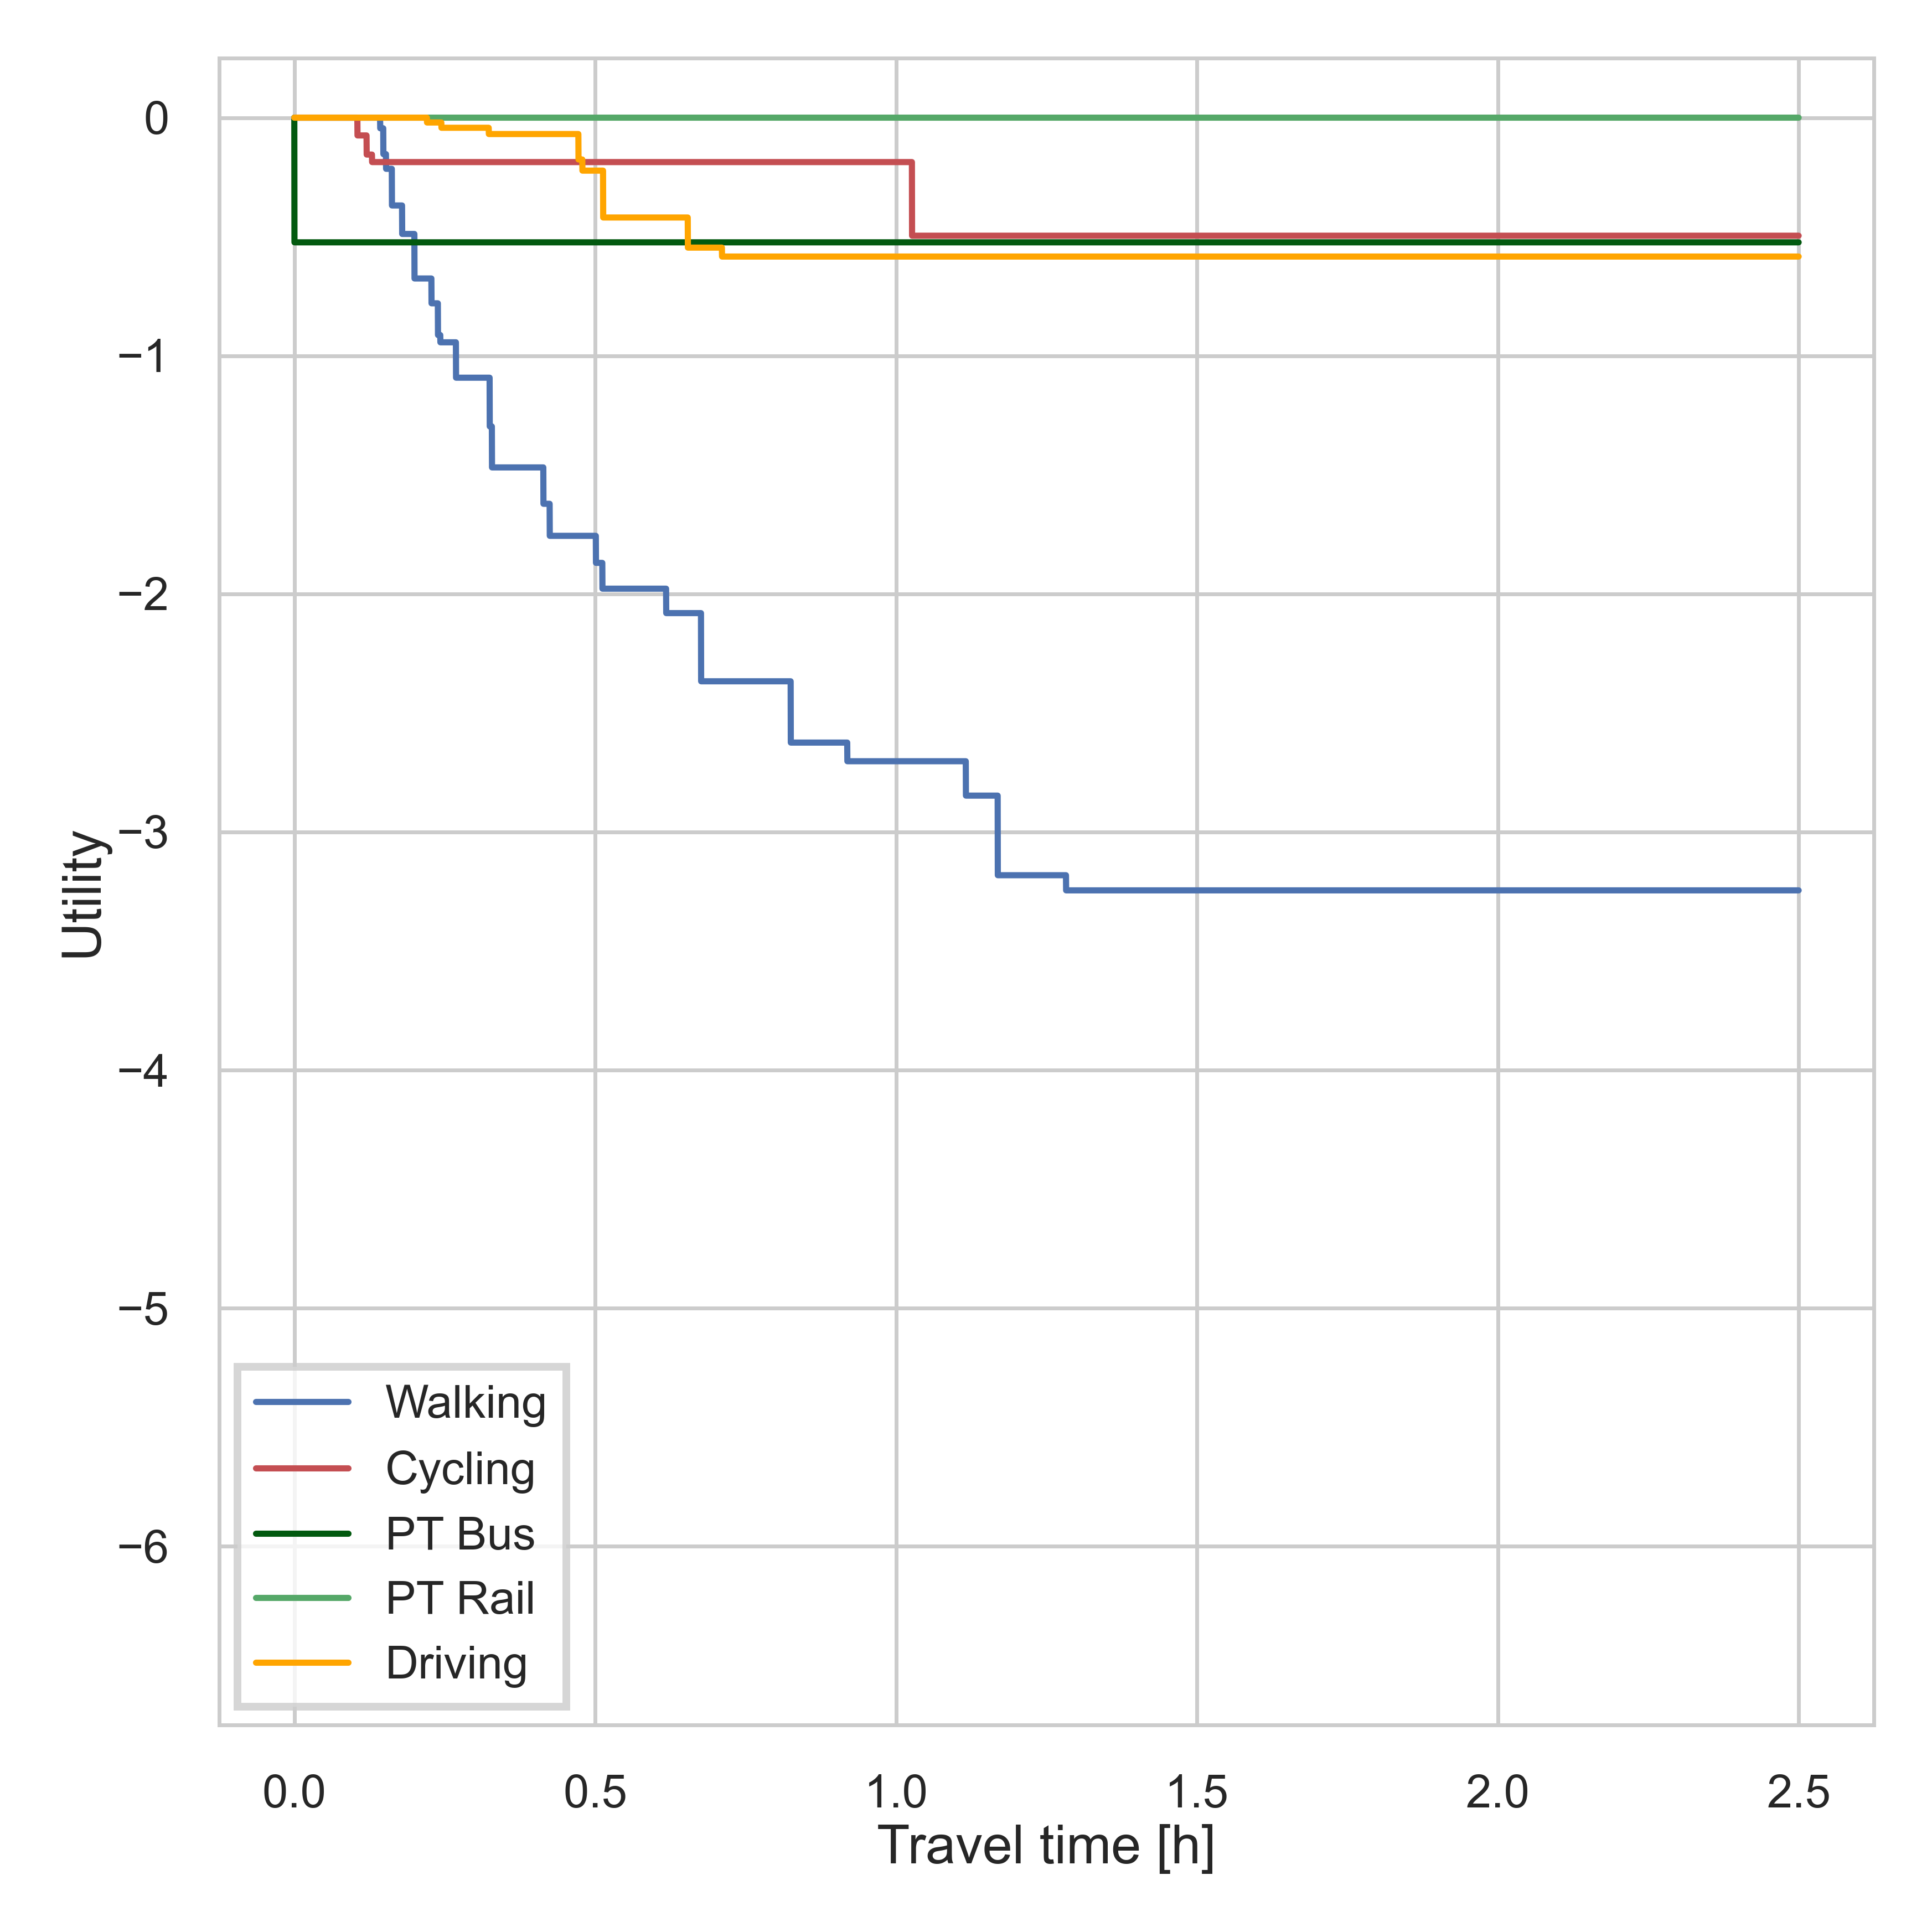 0
−1
−2
−3
−4
−5
−6
Utility
Walking
Cycling
PT Bus
PT Rail
Driving
0.0 0.5 1.0 1.5 2.0 2.5
Travel time [h]